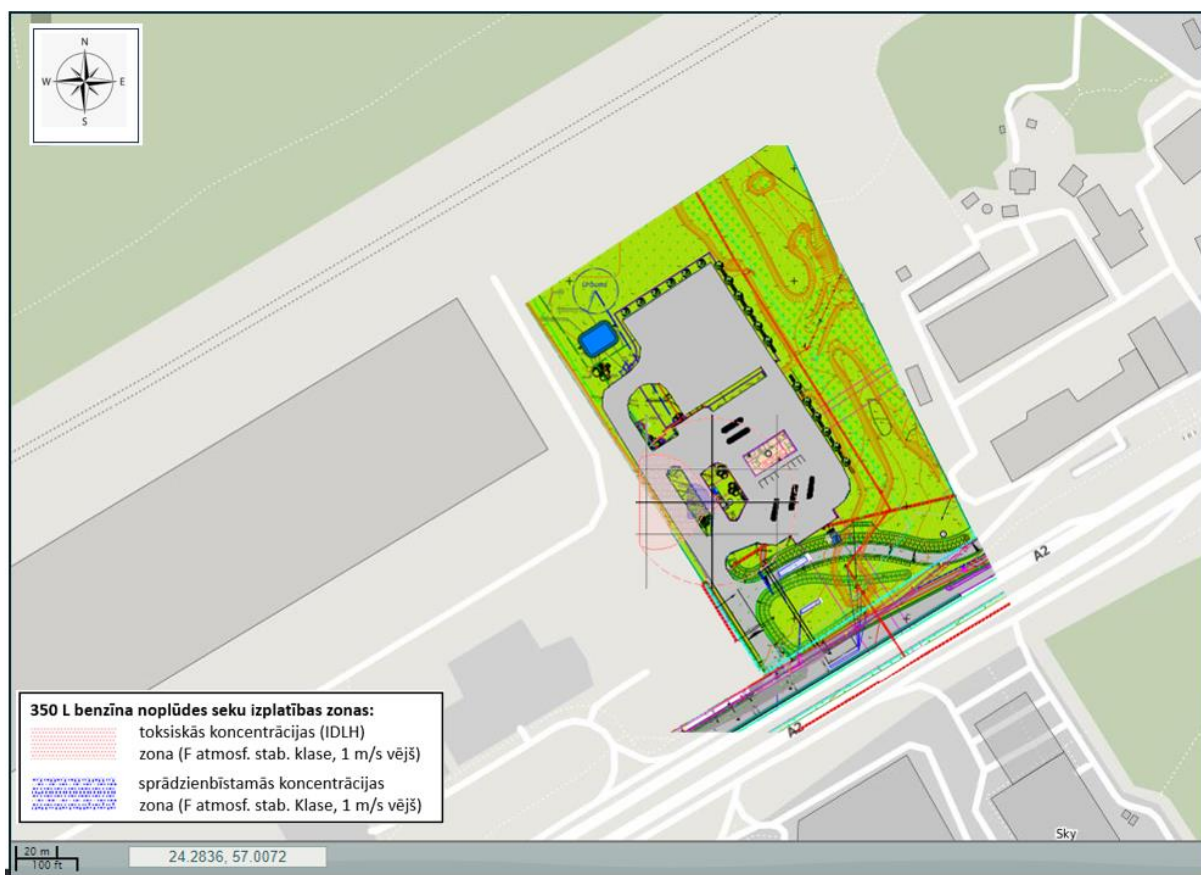 N
W E
S
urbums
A2
A2
350 L benzīna noplūdes seku izplatības zonas:
toksiskās koncentrācijas (IDLH)
zona (F atmosf. stab. klase, 1 m/s vējš)
sprādzienbīstamās koncentrācijas
zona (F atmosf. stab. Klase, 1 m/s vējš)
Sky
20 m
100 ft
24.2836, 57.0072